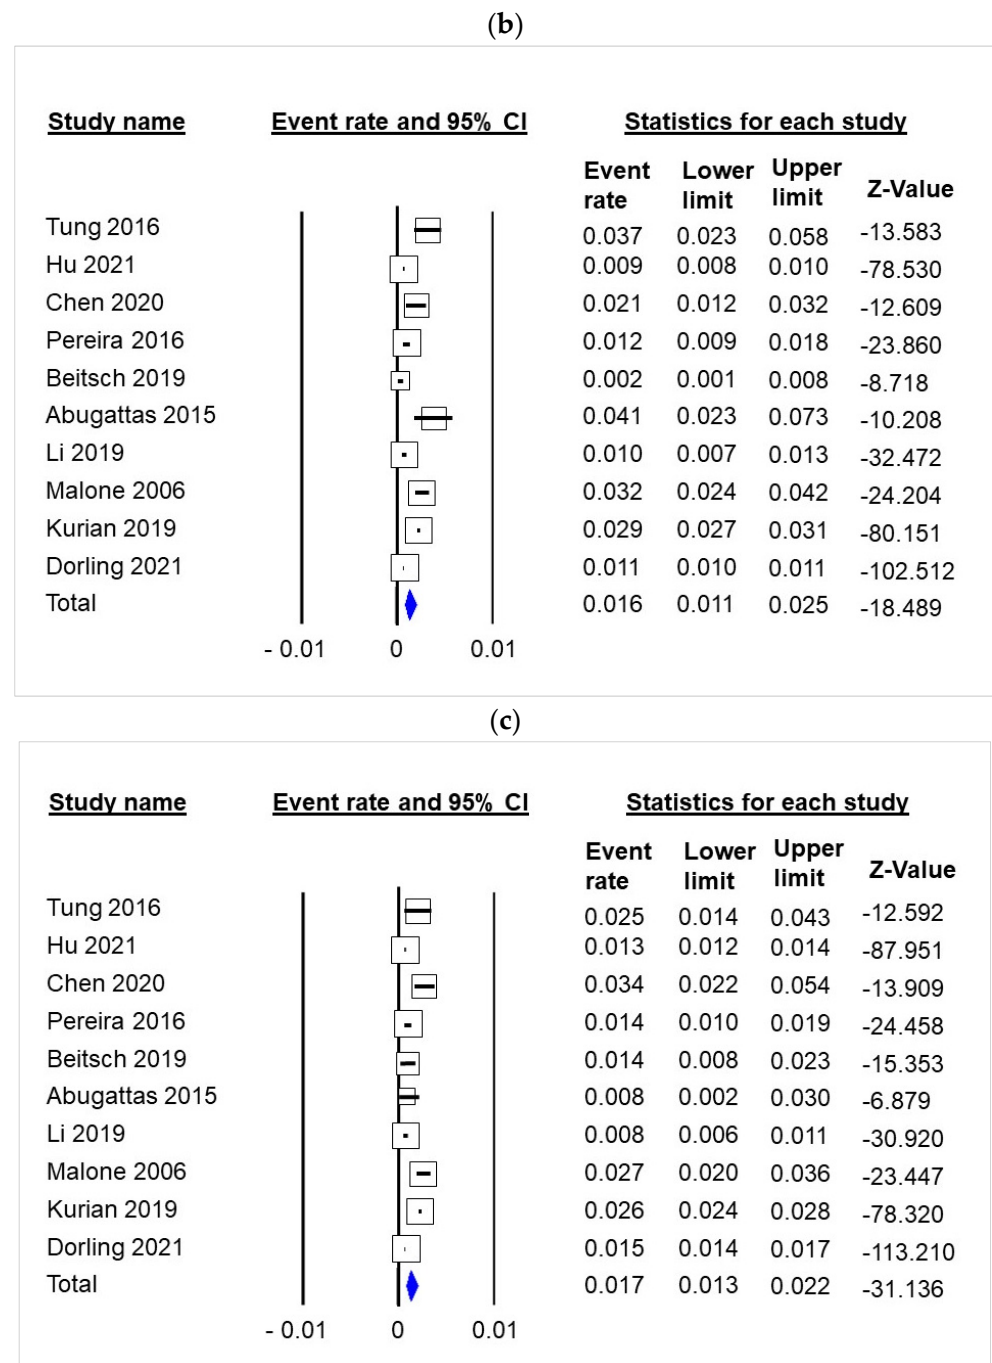 (b)
Study name Event rate and 95% CI Statistics for each study
Event rate Lower limit Upper limit Z-Value
Tung 2016 0.037 0.023 0.058 -13.583
Hu 2021 0.009 0.008 0.010 -78.530
Chen 2020 0.021 0.012 0.032 -12.609
Pereira 2016 0.012 0.009 0.018 -23.860
Beitsch 2019 0.002 0.001 0.008 -8.718
Abugattas 2015 0.041 0.023 0.073 -10.208
Li 2019 0.010 0.007 0.013 -32.472
Malone 2006 0.032 0.024 0.042 -24.204
Kurian 2019 0.029 0.027 0.031 -80.151
Dorling 2021 0.011 0.010 0.011 -102.512
Total 0.016 0.011 0.025 -18.489
- 0.01 0 0.01
(c)
Study name Event rate and 95% CI Statistics for each study
Event rate Lower limit Upper limit Z-Value
Tung 2016 0.025 0.014 0.043 -12.592
Hu 2021 0.013 0.012 0.014 -87.951
Chen 2020 0.034 0.022 0.054 -13.909
Pereira 2016 0.014 0.010 0.019 -24.458
Beitsch 2019 0.014 0.008 0.023 -15.353
Abugattas 2015 0.008 0.002 0.030 -6.879
Li 2019 0.008 0.006 0.011 -30.920
Malone 2006 0.027 0.020 0.036 -23.447
Kurian 2019 0.026 0.024 0.028 -78.320
Dorling 2021 0.015 0.014 0.017 -113.210
Total 0.017 0.013 0.022 -31.136
- 0.01 0 0.01